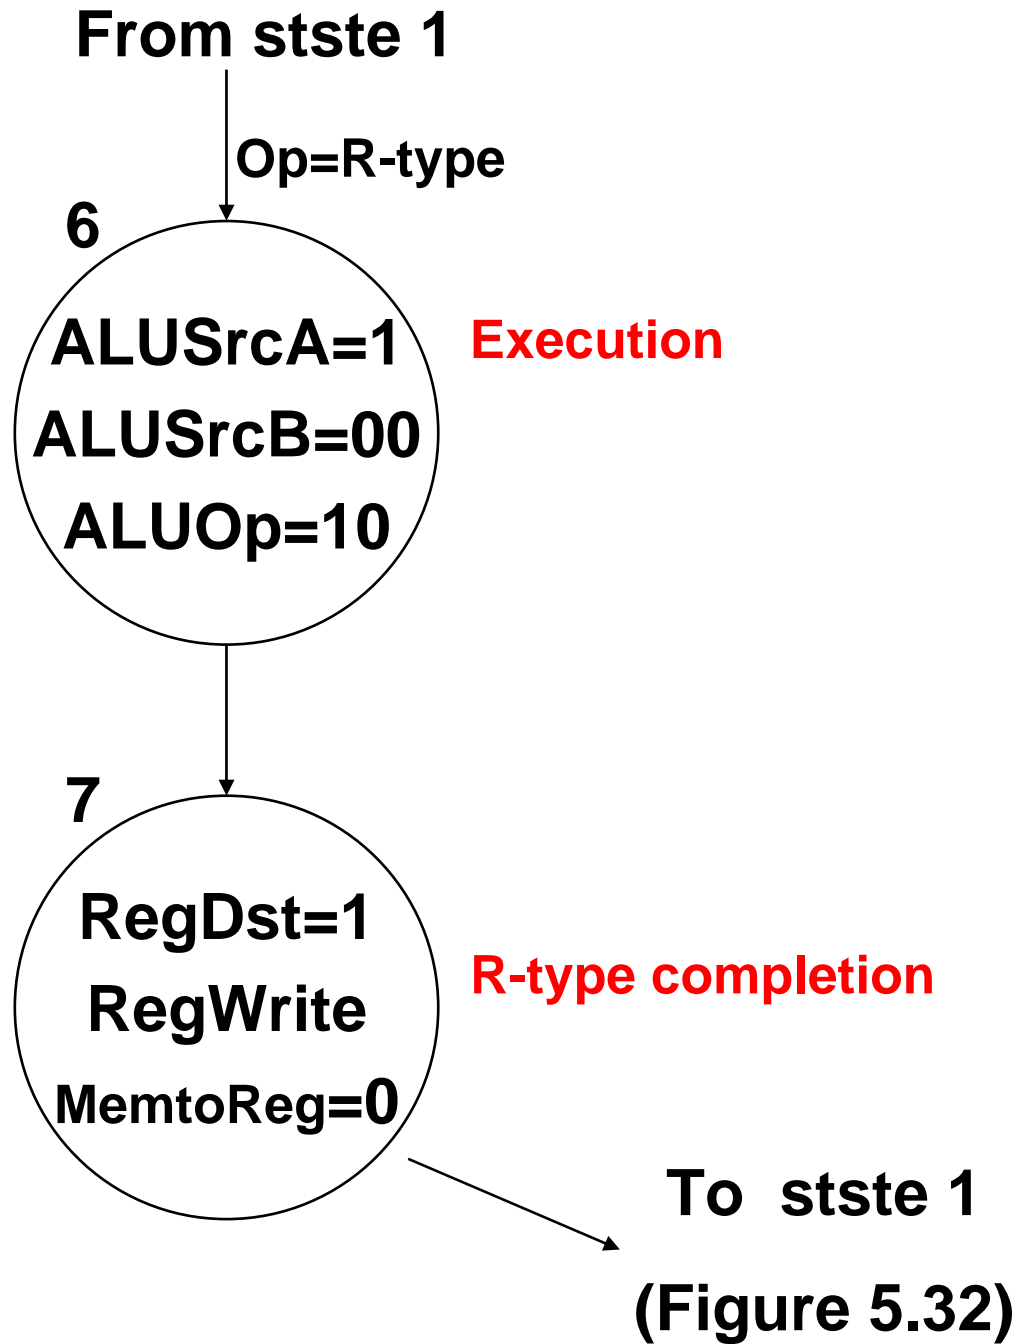 From stste 1
Op=R-type
6
ALUSrcA=1
Execution
ALUSrcB=00
ALUOp=10
7
RegDst=1
R-type completion
RegWrite
MemtoReg=0
To stste 1
(Figure 5.32)